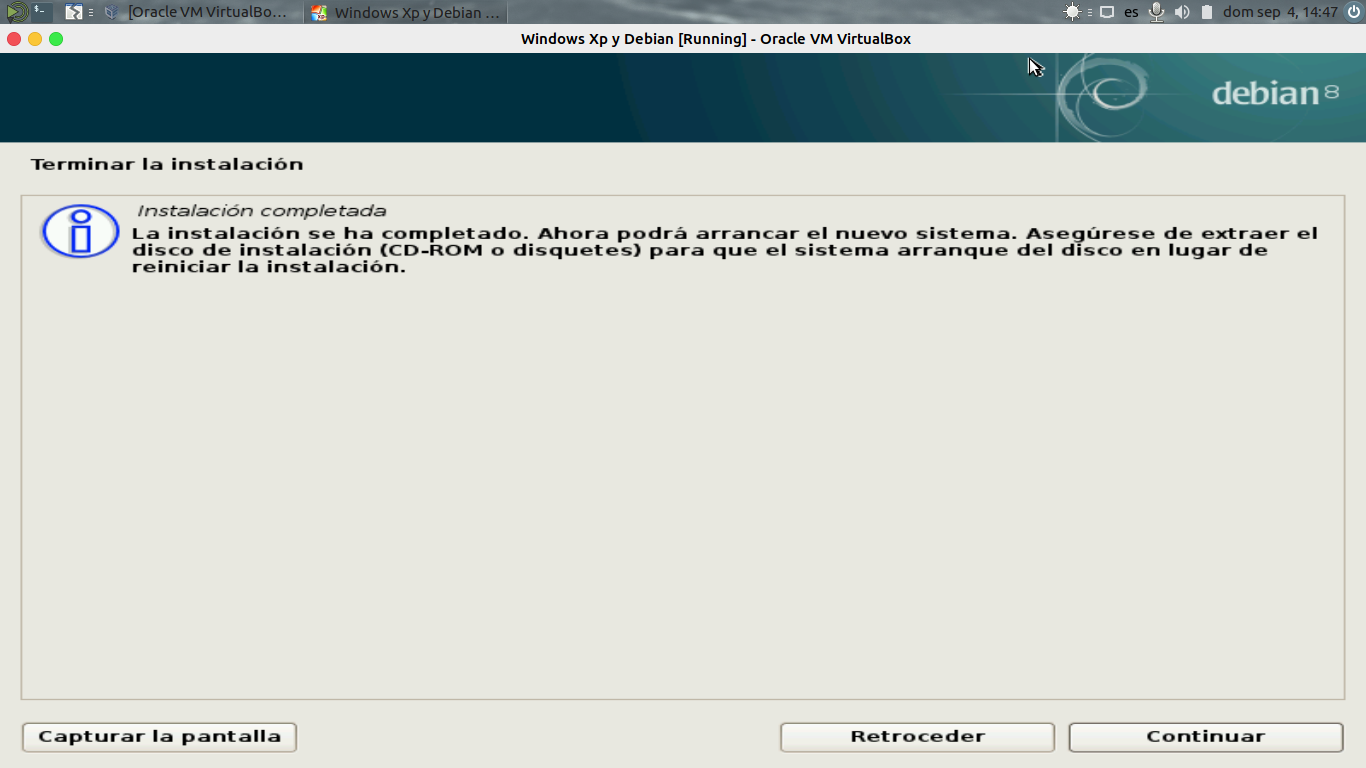 [Oracle VM VirtualBo... Windows Xp y Debian ... es dom sep 4, 14:47
Windows Xp y Debian [Running] - Oracle VM VirtualBox
debian 8
Terminar la instalación
Instalación completada
La instalación se ha completado. Ahora podrá arrancar el nuevo sistema. Asegúrese de extraer el
disco de instalación (CD-ROM o disquetes) para que el sistema arranque del disco en lugar de
reiniciar la instalación.
Capturar la pantalla Retroceder Continuar